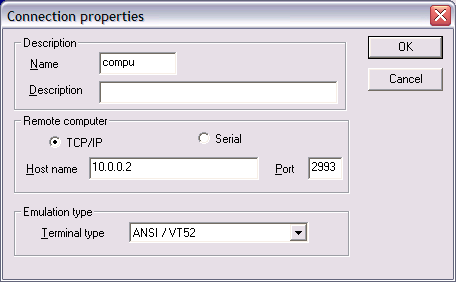 Connection properties
Description
Name compu
Description
OK
Cancel
Remote computer
TCP/IP Serial
Host name 10.0.0.2 Port 2993
Emulation type
Terminal type ANSI / VT52